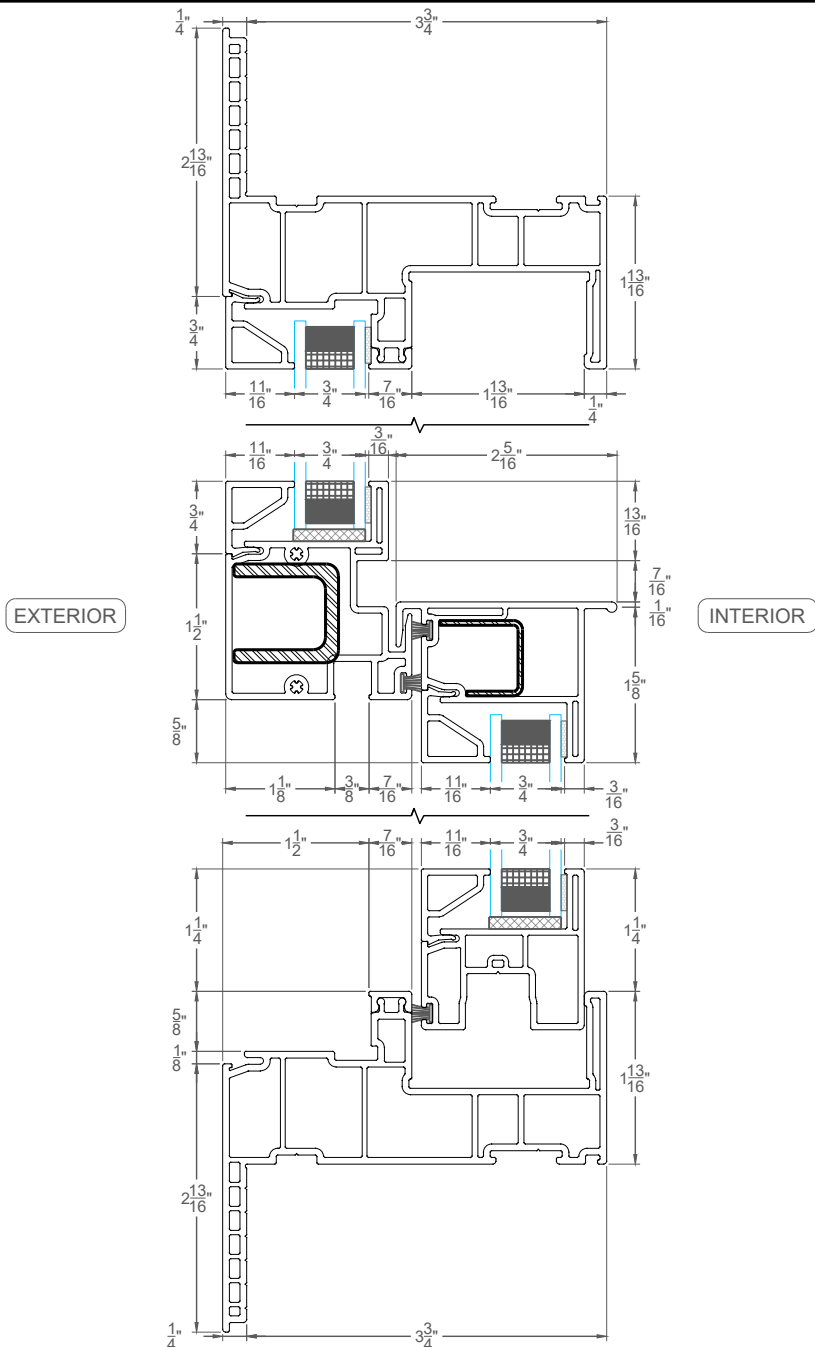 1/4" 3 3/4"
2 13/16"
1 13/16"
3/4"
11/16" 3/4" 7/16" 1 13/16" 1/4"
11/16" 3/4" 3/16" 2 5/16"
3/4" 13/16"
7/16"
EXTERIOR 1 1/2" 1/16" INTERIOR
1 5/8"
5/8"
1 1/8" 3/8" 7/16" 11/16" 3/4" 3/16"
1 1/2" 7/16" 11/16" 3/4" 3/16"
1 1/4" 1 1/4"
5/8"
1/8" 1 13/16"
2 13/16"
1/4" 3 3/4"